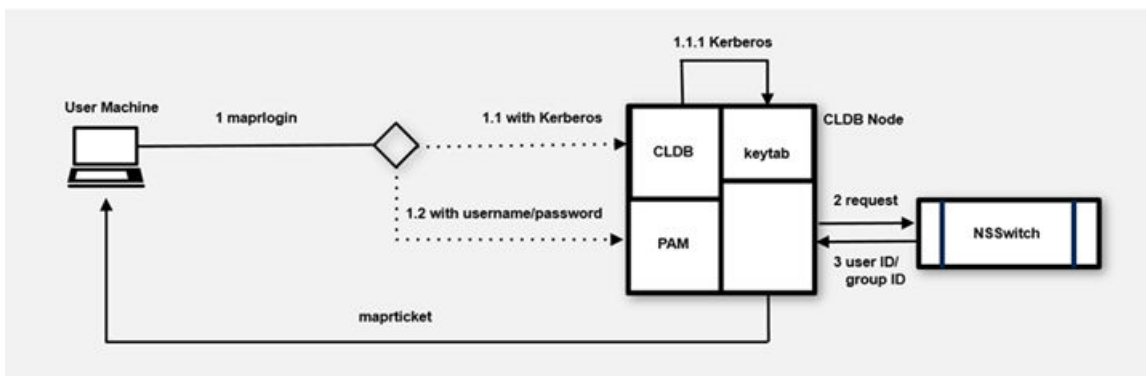 1.1.1 Kerberos
User Machine
1 maprlogin
1.1 with Kerberos
CLDB Node
CLDB
keytab
1.2 with username/password
2 request
PAM
NSSwitch
3 user ID/
group ID
maprticket